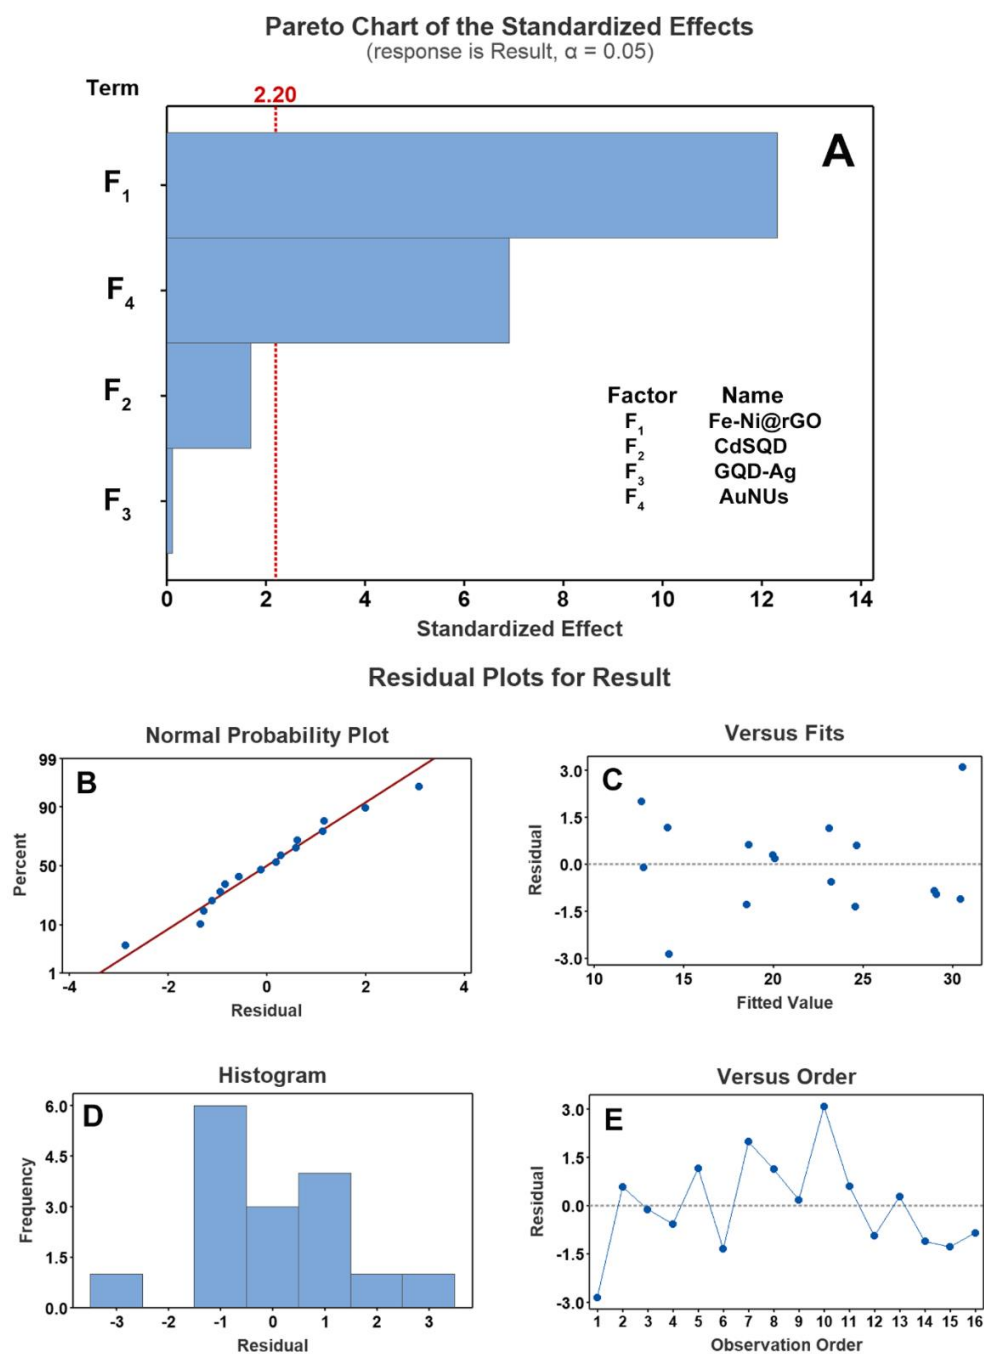 Pareto Chart of the Standardized Effects
(response is Result, α = 0.05)
Term
2.20
A
F1
F4
F2
F3
Factor Name
F1 Fe-Ni@rGO
F2 CdSQD
F3 GQD-Ag
F4 AuNUs
0 2 4 6 8 10 12 14
Standardized Effect
Residual Plots for Result
Normal Probability Plot
B
99
90
50
10
1
Percent
-4 -2 0 2 4
Residual
Versus Fits
C
3.0
1.5
0.0
-1.5
-3.0
Residual
10 15 20 25 30
Fitted Value
Histogram
D
6.0
4.5
3.0
1.5
0.0
Frequency
-3 -2 -1 0 1 2 3
Residual
Versus Order
E
3.0
1.5
0.0
-1.5
-3.0
Residual
1 2 3 4 5 6 7 8 9 10 11 12 13 14 15 16
Observation Order